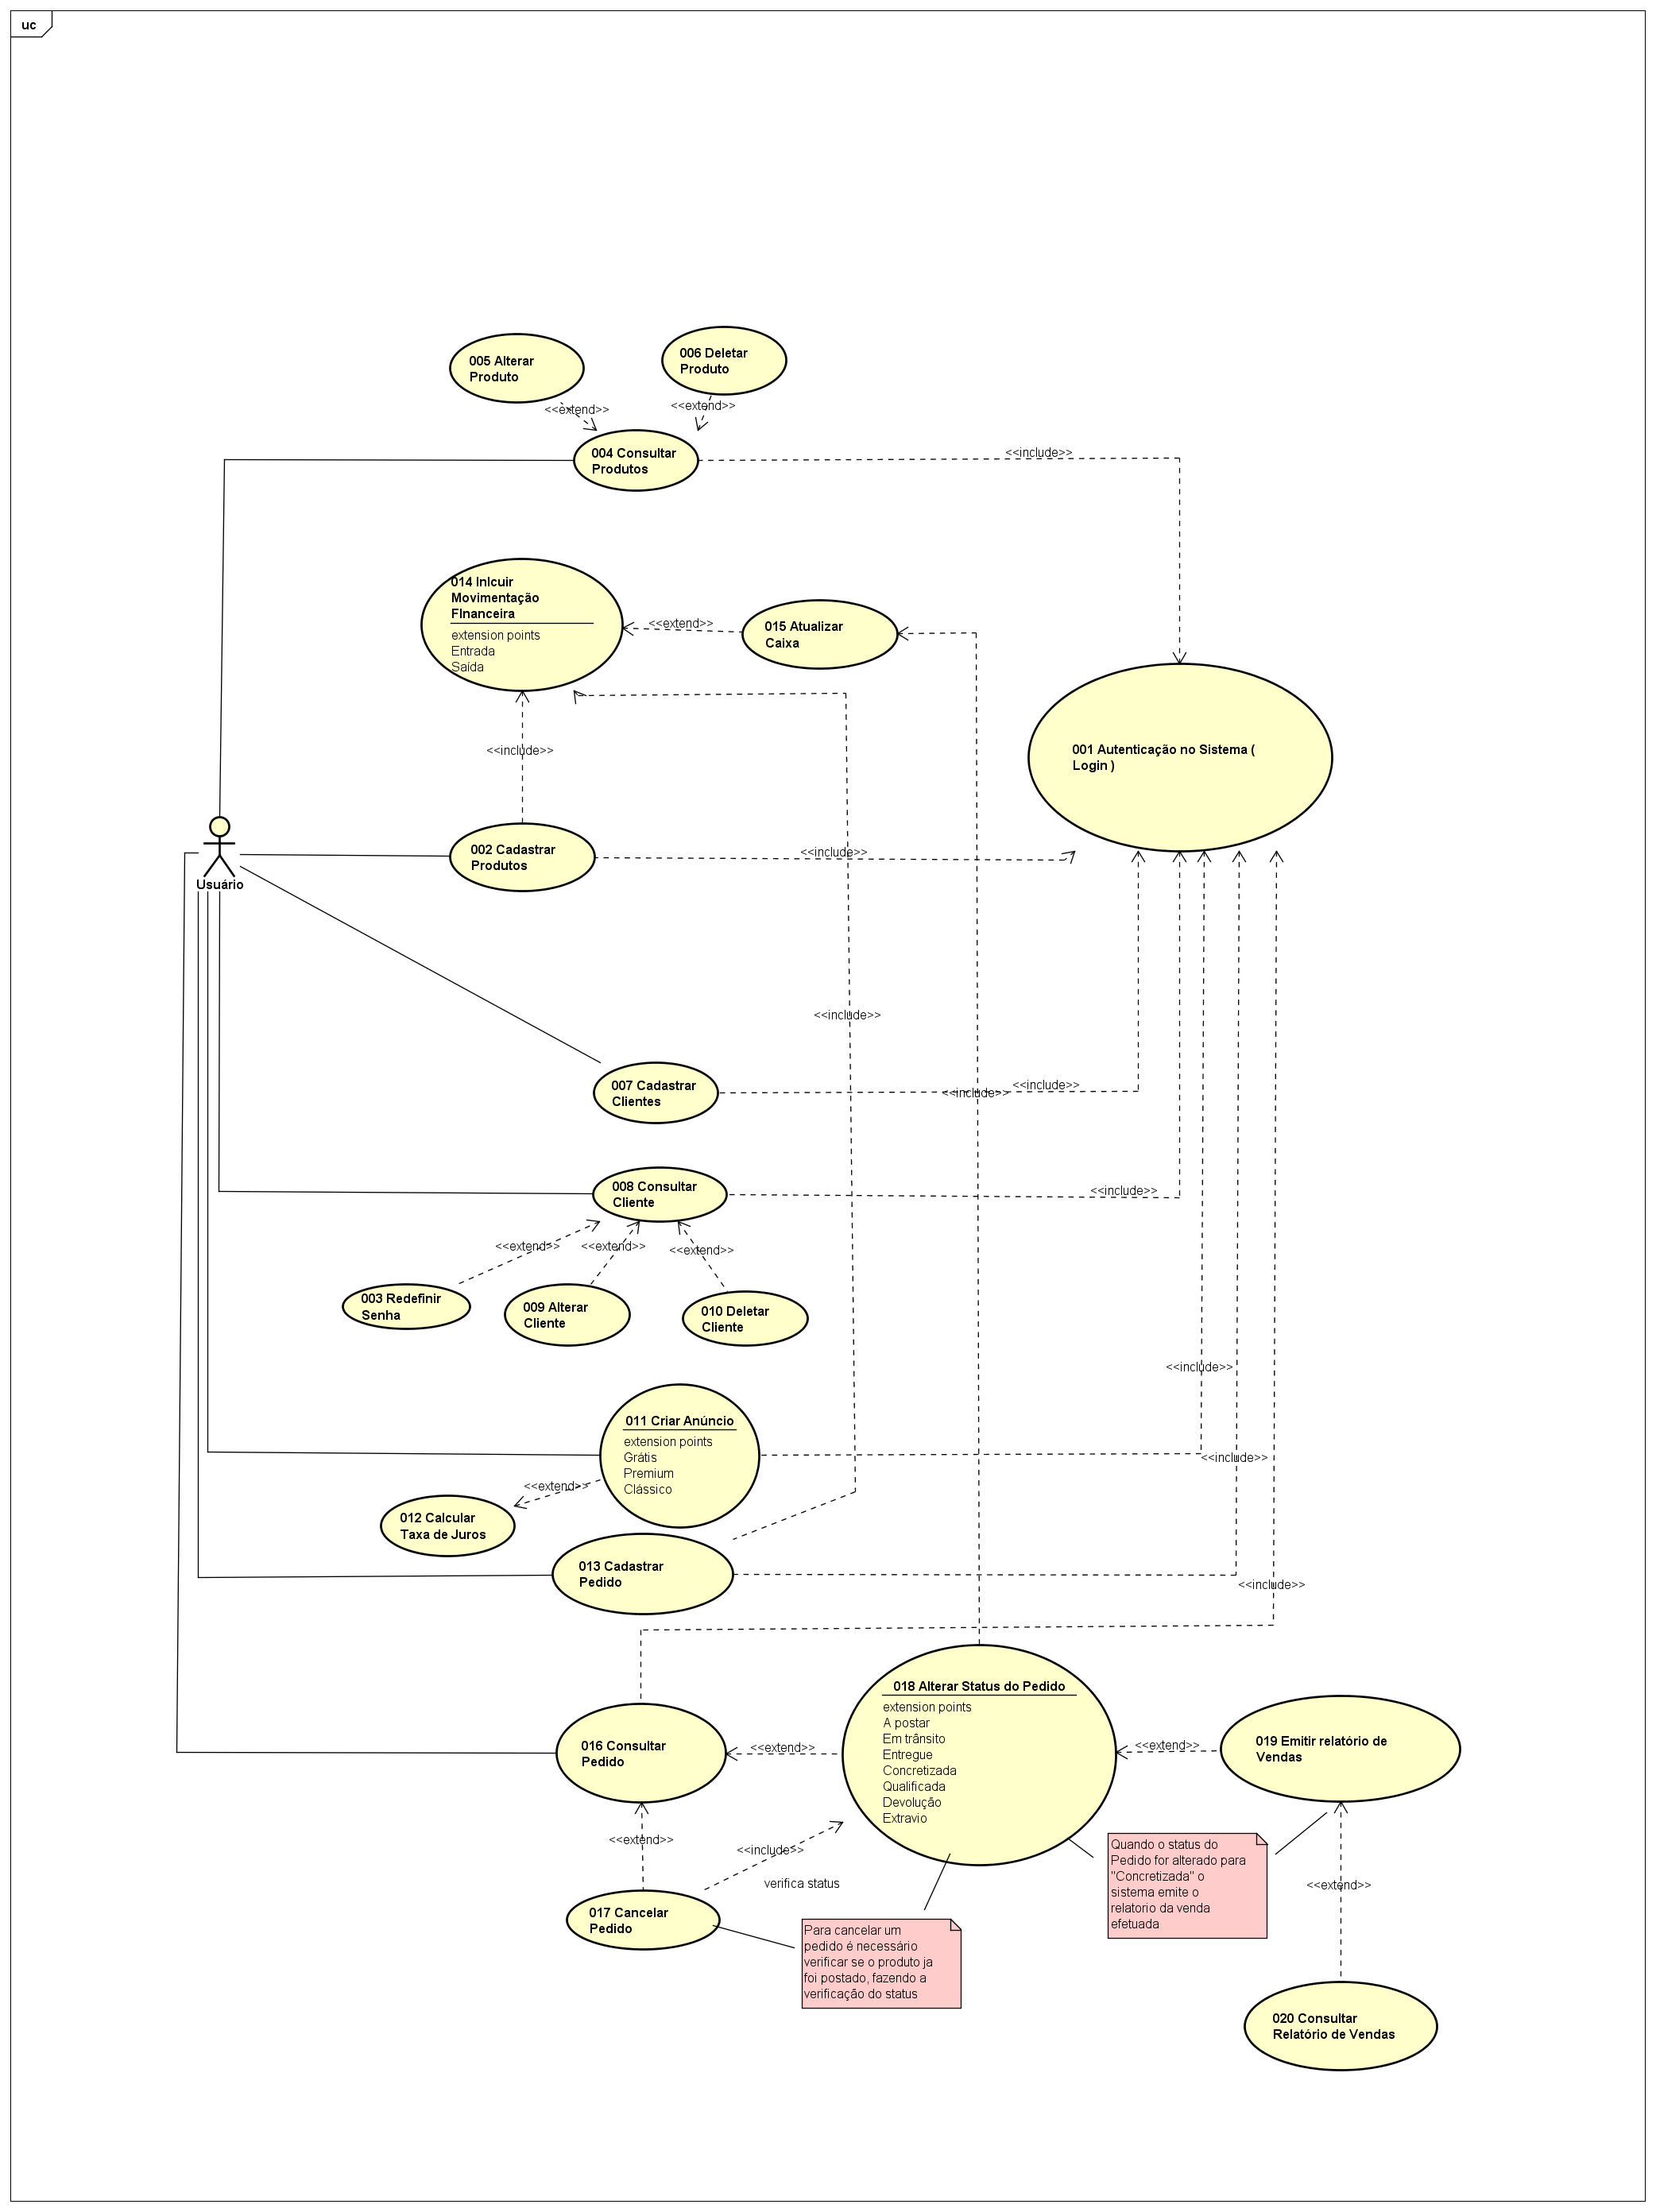 uc
005 Alterar
Produto
006 Deletar
Produto
<<extend>>
<<extend>>
004 Consultar
Produtos
<<include>>
014 Inlcuir
Movimentação
FInanceira
extension points
Entrada
Saída
<<extend>>
015 Atualizar
Caixa
<<include>>
001 Autenticação no Sistema (
Login )
Usuário
002 Cadastrar
Produtos
<<include>>
<<include>>
007 Cadastrar
Clientes
<<include>>
<<include>>
008 Consultar
Cliente
<<include>>
<<extend>>
<<extend>>
<<extend>>
003 Redefinir
Senha
009 Alterar
Cliente
010 Deletar
Cliente
<<include>>
011 Criar Anúncio
extension points
Grátis
Premium
Clássico
<<include>>
<<extend>>
012 Calcular
Taxa de Juros
013 Cadastrar
Pedido
<<include>>
016 Consultar
Pedido
<<extend>>
018 Alterar Status do Pedido
extension points
A postar
Em trânsito
Entregue
Concretizada
Qualificada
Devolução
Extravio
<<extend>>
019 Emitir relatório de
Vendas
<<extend>>
<<include>>
verifica status
017 Cancelar
Pedido
Para cancelar um
pedido é necessário
verificar se o produto ja
foi postado, fazendo a
verificação do status
Quando o status do
Pedido for alterado para
"Concretizada" o
sistema emite o
relatorio da venda
efetuada
<<extend>>
020 Consultar
Relatório de Vendas